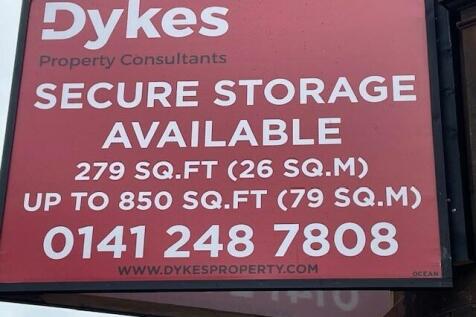 Dykes
Property Consultants
SECURE STORAGE
AVAILABLE
279 SQ.FT (26 SQ.M)
UP TO 850 SQ.FT (79 SQ.M)
0141 248 7808
WWW.DYKESPROPERTY.COM
OCEAN